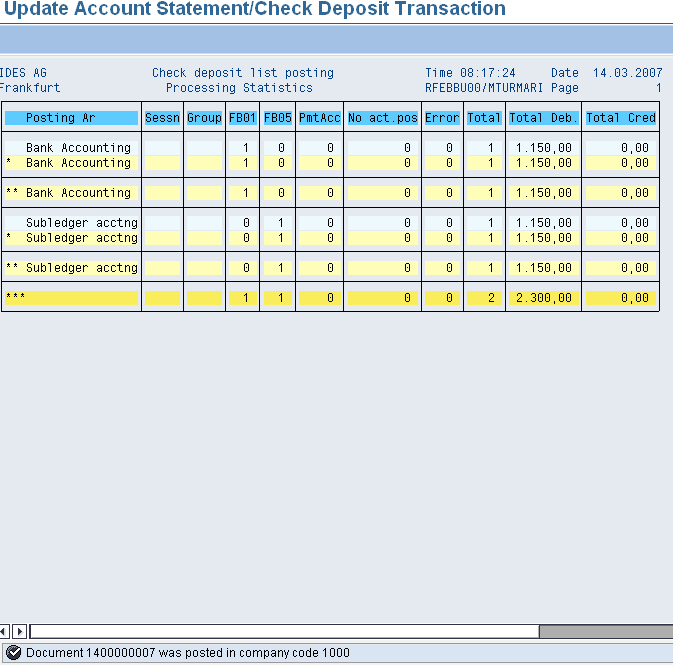 Update Account Statement/Check Deposit Transaction
IDES AG Check deposit list posting Time 08:17:24 Date 14.03.2007
Frankfurt Processing Statistics RFEBBU00/MTURMARI Page 1
Posting Ar Sessn Group FB01 FB05 PmtAcc No act.pos Error Total Total Deb. Total Cred
Bank Accounting 1 0 0 0 0 1 1.150,00 0,00
* Bank Accounting 1 0 0 0 0 1 1.150,00 0,00
** Bank Accounting 1 0 0 0 0 1 1.150,00 0,00
Subledger acctng 0 1 0 0 0 1 1.150,00 0,00
* Subledger acctng 0 1 0 0 0 1 1.150,00 0,00
** Subledger acctng 0 1 0 0 0 1 1.150,00 0,00
*** 1 1 0 0 0 2 2.300,00 0,00
Document 1400000007 was posted in company code 1000